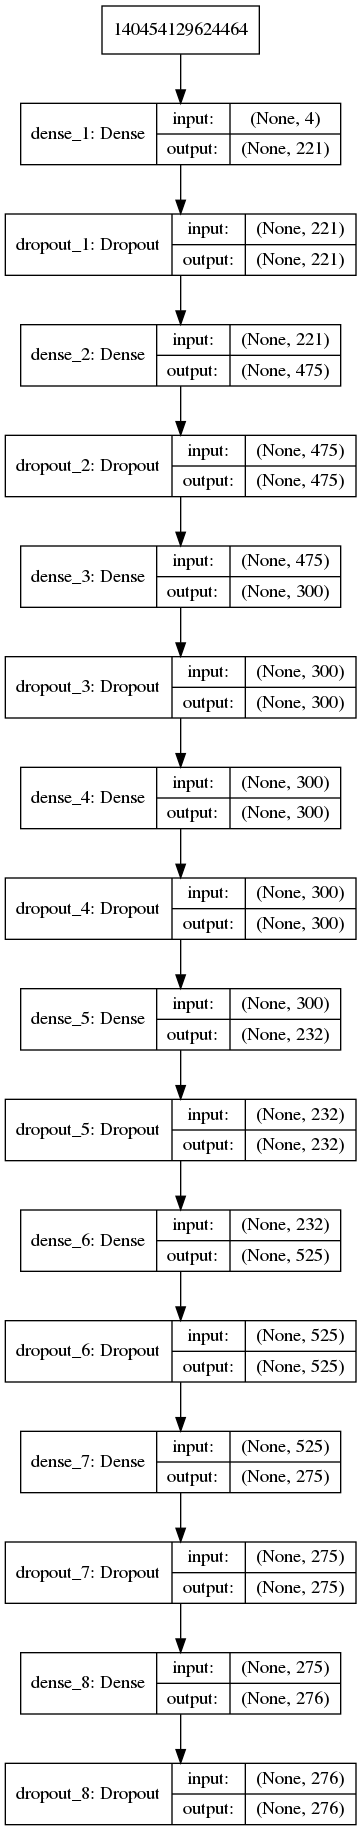 140454129624464
dense_1: Dense input: (None, 4)
output: (None, 221)
dropout_1: Dropout input: (None, 221)
output: (None, 221)
dense_2: Dense input: (None, 221)
output: (None, 475)
dropout_2: Dropout input: (None, 475)
output: (None, 475)
dense_3: Dense input: (None, 475)
output: (None, 300)
dropout_3: Dropout input: (None, 300)
output: (None, 300)
dense_4: Dense input: (None, 300)
output: (None, 300)
dropout_4: Dropout input: (None, 300)
output: (None, 300)
dense_5: Dense input: (None, 300)
output: (None, 232)
dropout_5: Dropout input: (None, 232)
output: (None, 232)
dense_6: Dense input: (None, 232)
output: (None, 525)
dropout_6: Dropout input: (None, 525)
output: (None, 525)
dense_7: Dense input: (None, 525)
output: (None, 275)
dropout_7: Dropout input: (None, 275)
output: (None, 275)
dense_8: Dense input: (None, 275)
output: (None, 276)
dropout_8: Dropout input: (None, 276)
output: (None, 276)